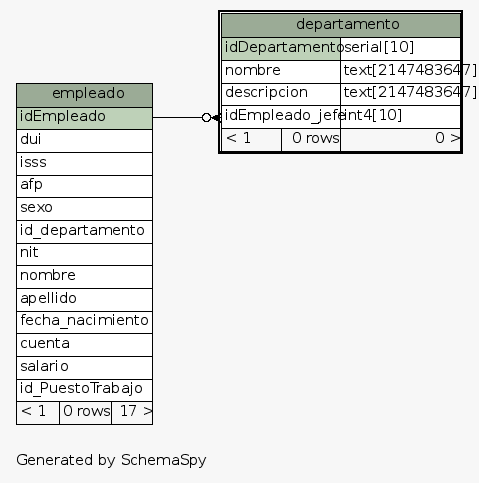 departamento
idDepartamento serial[10]
nombre text[2147483647]
descripcion text[2147483647]
idEmpleado_jefe int4[10]
< 1 0 rows 0 >
empleado
idEmpleado
dui
isss
afp
sexo
id_departamento
nit
nombre
apellido
fecha_nacimiento
cuenta
salario
id_PuestoTrabajo
< 1 0 rows 17 >
Generated by SchemaSpy